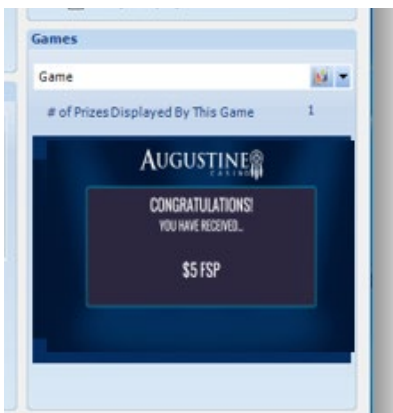 Games
Game
# of Prizes Displayed By This Game 1
AUGUSTINE
CASINO
CONGRATULATIONS!
YOU HAVE RECEIVED...
$5 FSP